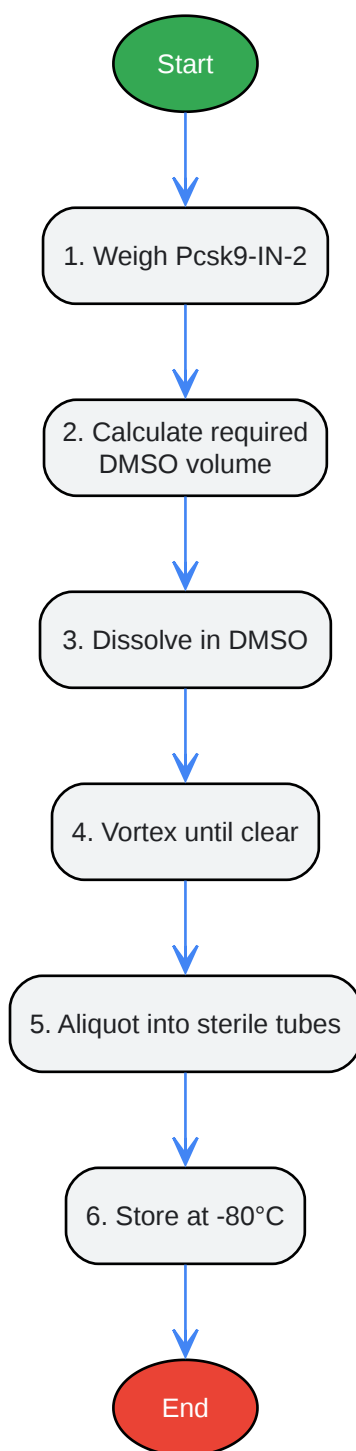 Start
1. Weigh Pcsk9-IN-2
2. Calculate required
DMSO volume
3. Dissolve in DMSO
4. Vortex until clear
5. Aliquot into sterile tubes
6. Store at -80°C
End